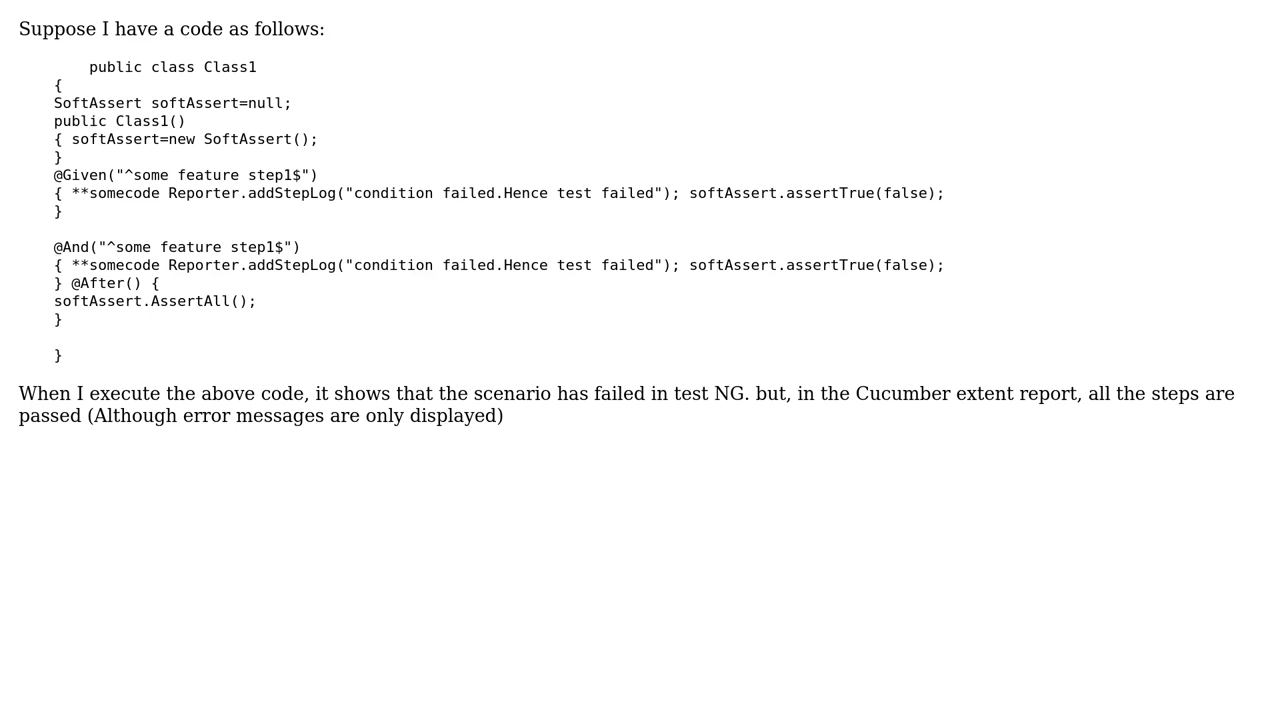 Suppose I have a code as follows:
public class Class1
{
SoftAssert softAssert=null;
public Class1()
{ softAssert=new SoftAssert();
}
@Given("^some feature step1$")
{ **somecode Reporter.addStepLog("condition failed.Hence test failed"); softAssert.assertTrue(false);
}
@And("^some feature step1$")
{ **somecode Reporter.addStepLog("condition failed.Hence test failed"); softAssert.assertTrue(false);
} @After() {
softAssert.AssertAll();
}
}
When I execute the above code, it shows that the scenario has failed in test NG. but, in the Cucumber extent report, all the steps are
passed (Although error messages are only displayed)